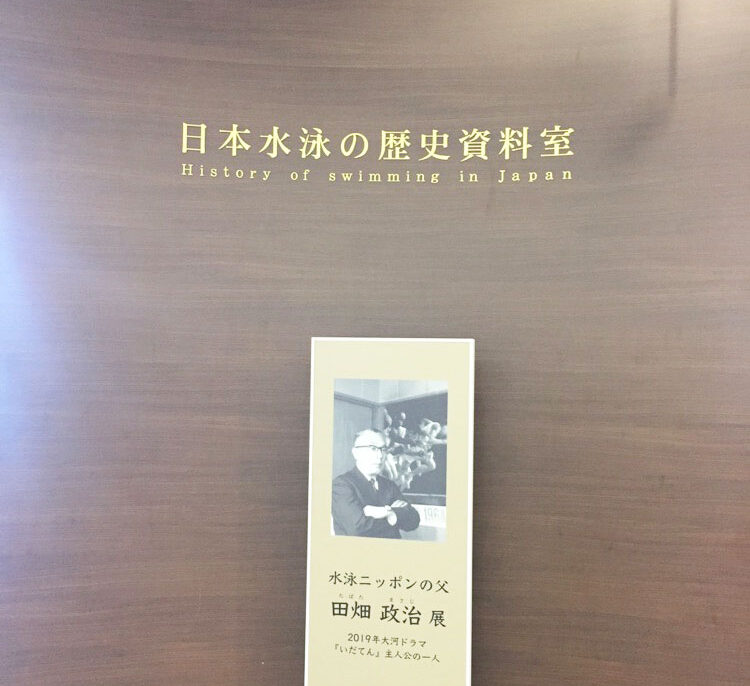 日本水泳の歴史資料室
History of swimming in Japan
水泳ニッポンの父
たばた まさじ
田畑 政治 展
2019年大河ドラマ
『いだてん』主人公の一人